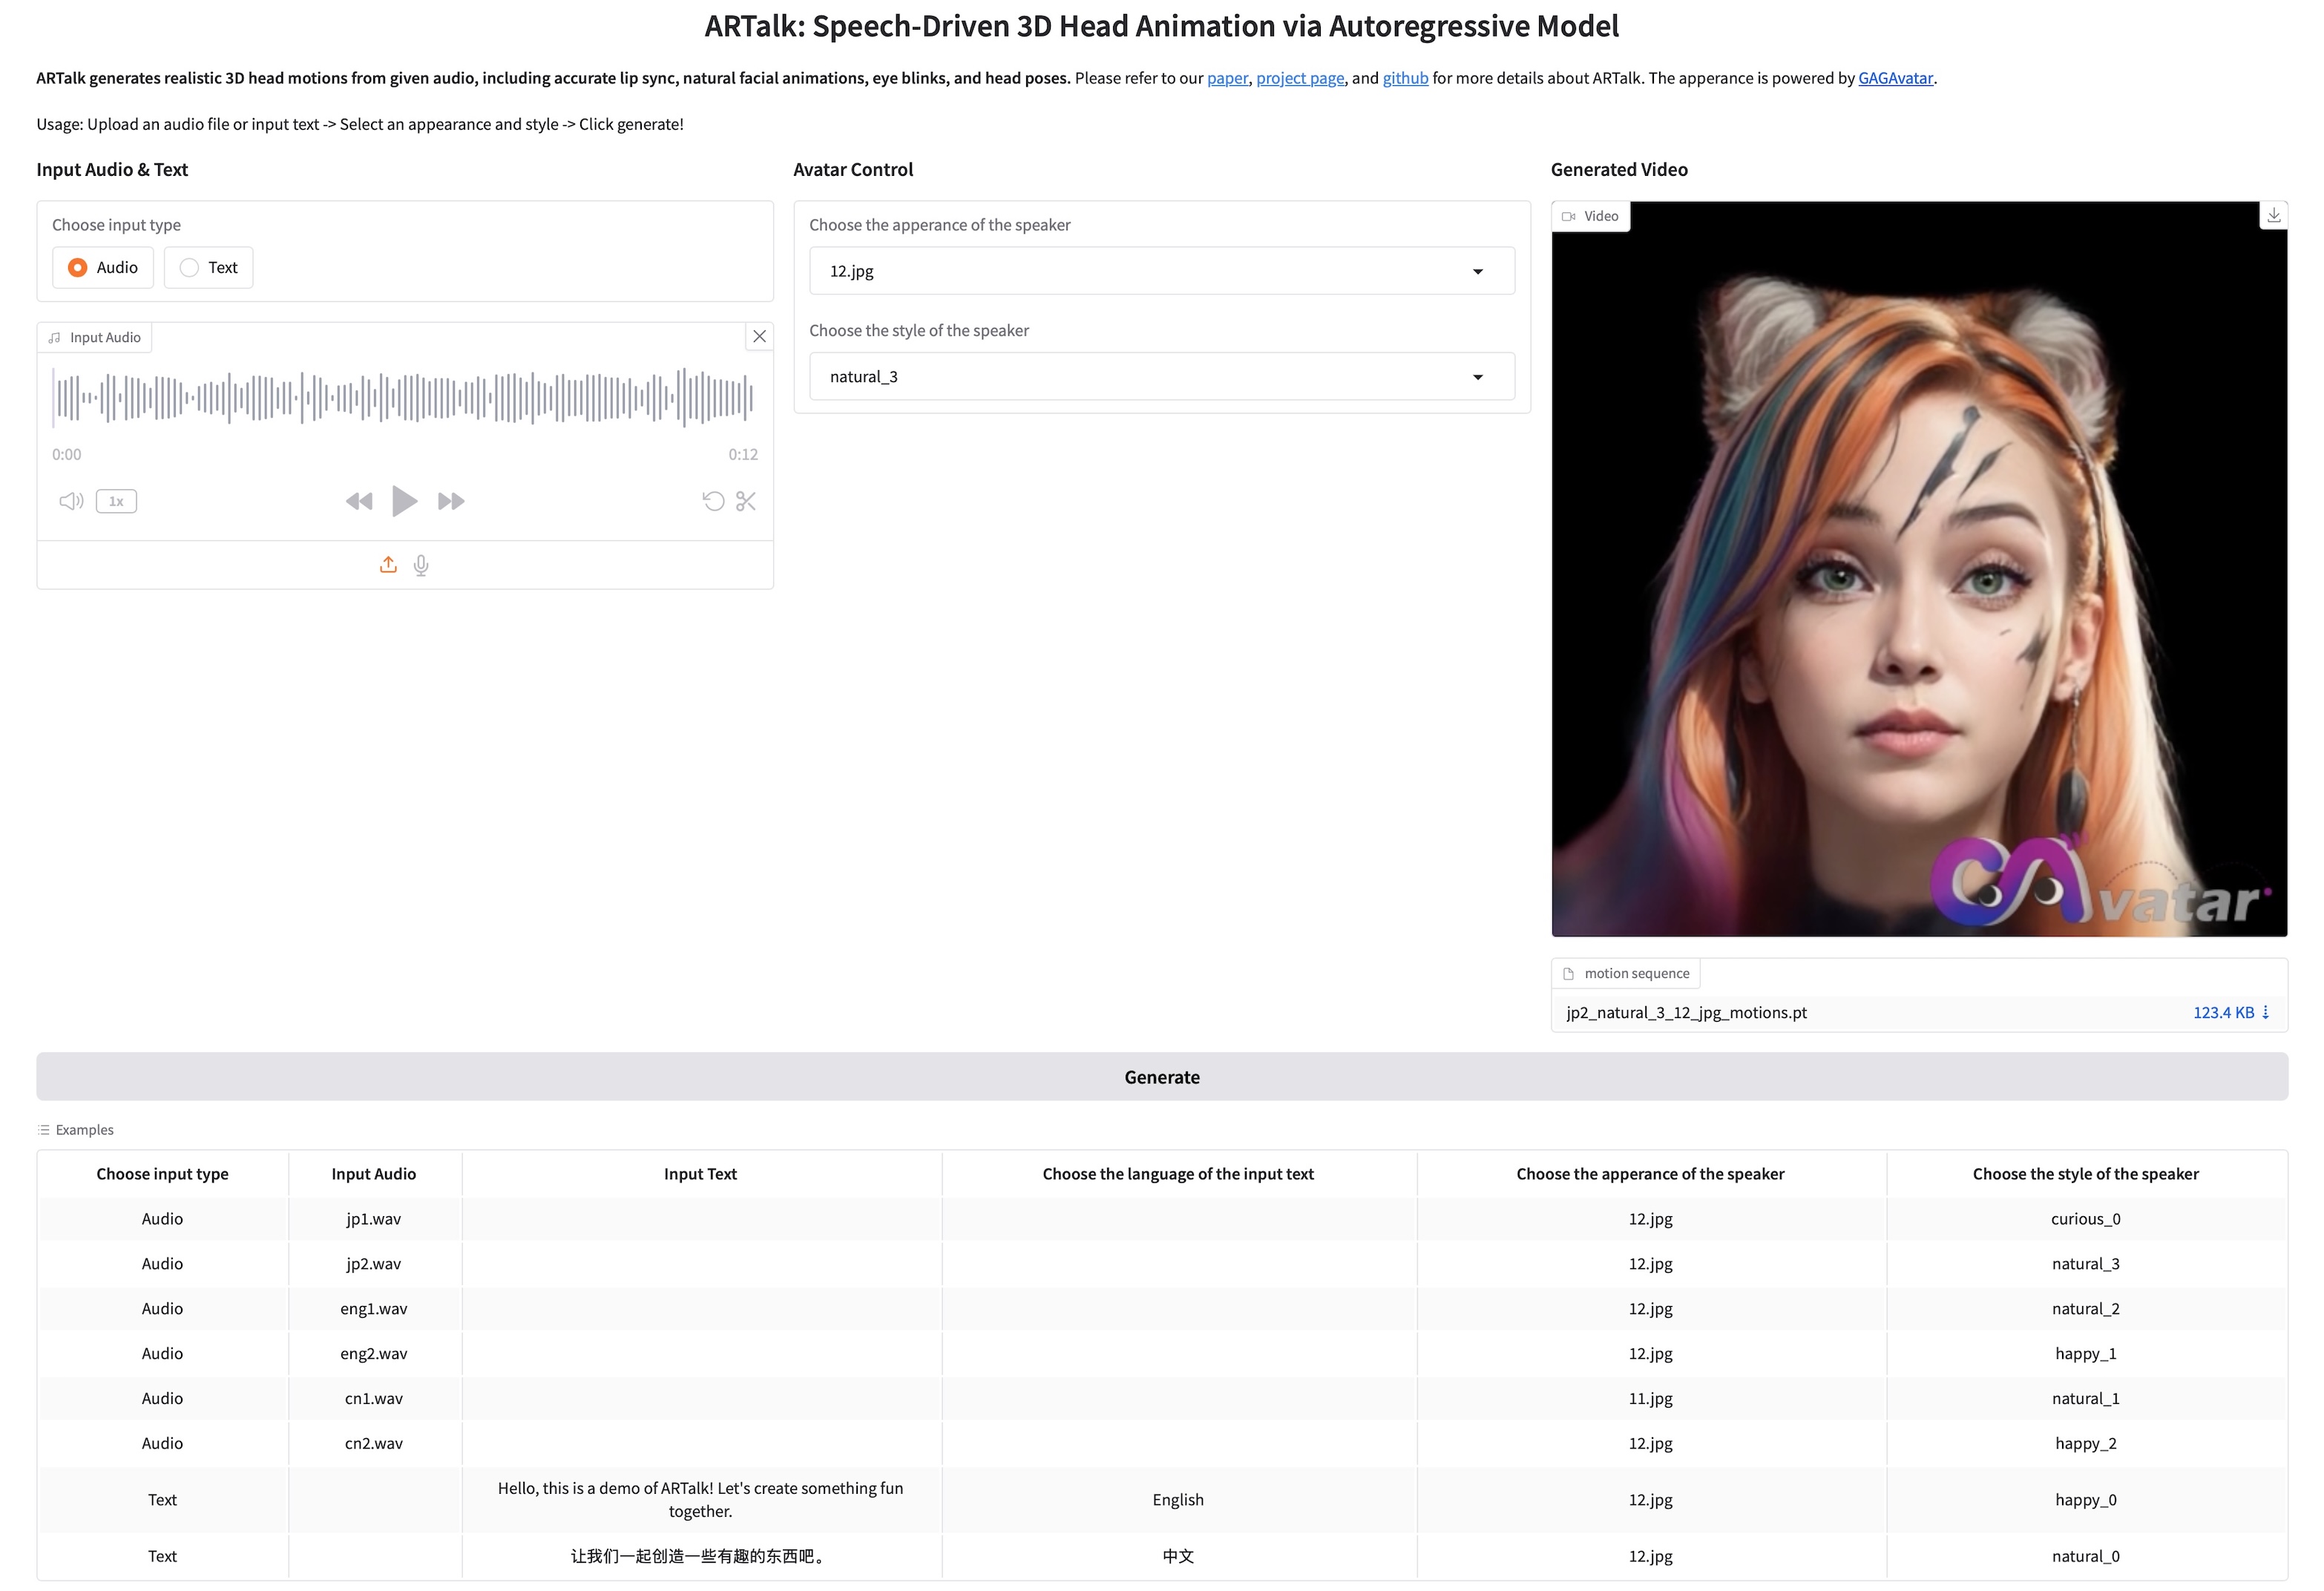 ARTalk: Speech-Driven 3D Head Animation via Autoregressive Model
ARTalk generates realistic 3D head motions from given audio, including accurate lip sync, natural facial animations, eye blinks, and head poses. Please refer to our paper, project page, and github for more details about ARTalk. The apperance is powered by GAGAvatar.
Usage: Upload an audio file or input text -> Select an appearance and style -> Click generate!
Input Audio & Text
Choose input type
Audio Text
Input Audio
0:00 0:12
1x
Avatar Control
Choose the apperance of the speaker
12.jpg
Choose the style of the speaker
natural_3
Generated Video
Video
GAvatar
motion sequence
jp2_natural_3_12_jpg_motions.pt 123.4 KB
Generate
Examples
Choose input type Input Audio Input Text Choose the language of the input text Choose the apperance of the speaker Choose the style of the speaker
Audio jp1.wav 12.jpg curious_0
Audio jp2.wav 12.jpg natural_3
Audio eng1.wav 12.jpg natural_2
Audio eng2.wav 12.jpg happy_1
Audio cn1.wav 11.jpg natural_1
Audio cn2.wav 12.jpg happy_2
Text Hello, this is a demo of ARTalk! Let's create something fun
together. English 12.jpg happy_0
Text 让我们一起创造一些有趣的东西吧。 中文 12.jpg natural_0